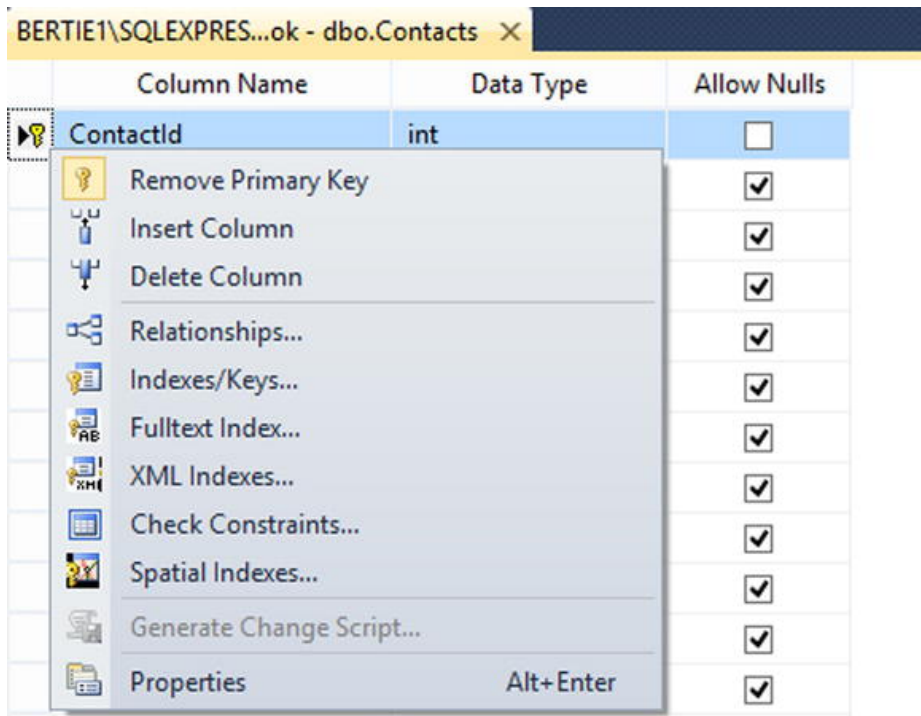 BERTIE1\SQLEXPRES...ok - dbo.Contacts
Column Name Data Type Allow Nulls
ContactId int
Remove Primary Key
Insert Column
Delete Column
Relationships...
Indexes/Keys...
Fulltext Index...
XML Indexes...
Check Constraints...
Spatial Indexes...
Generate Change Script...
Properties Alt+Enter